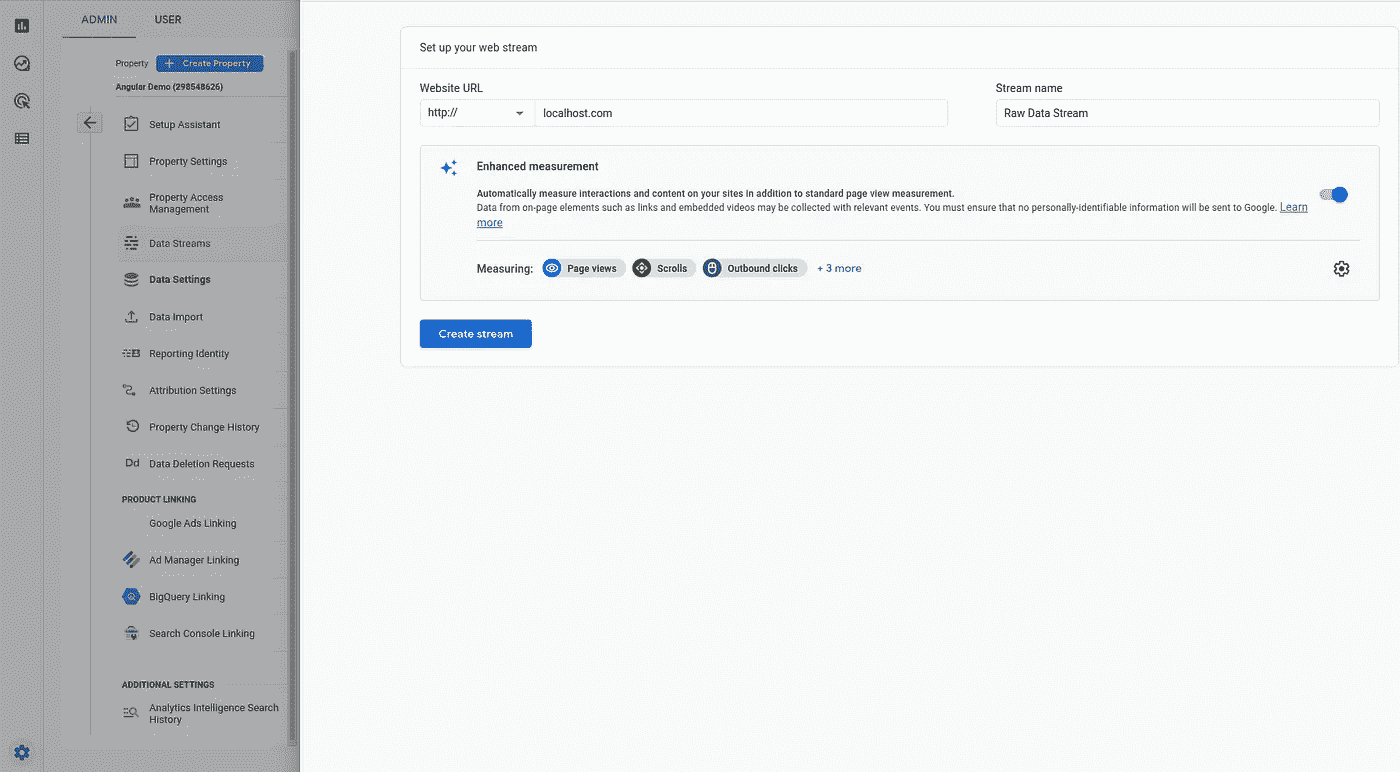 ADMIN USER
Property + Create Property
Angular Demo (298548626)
Setup Assistant
Property Settings
Property Access
Management
Data Streams
Data Settings
Data Import
Reporting Identity
Attribution Settings
Property Change History
Dd Data Deletion Requests
PRODUCT LINKING
Google Ads Linking
Ad Manager Linking
BigQuery Linking
Search Console Linking
ADDITIONAL SETTINGS
Analytics Intelligence Search
History
Set up your web stream
Website URL
http:// localhost.com
Stream name
Raw Data Stream
Enhanced measurement
Automatically measure interactions and content on your sites in addition to standard page view measurement.
Data from on-page elements such as links and embedded videos may be collected with relevant events. You must ensure that no personally-identifiable information will be sent to Google. Learn
more
Measuring: Page views Scrolls Outbound clicks + 3 more
Create stream